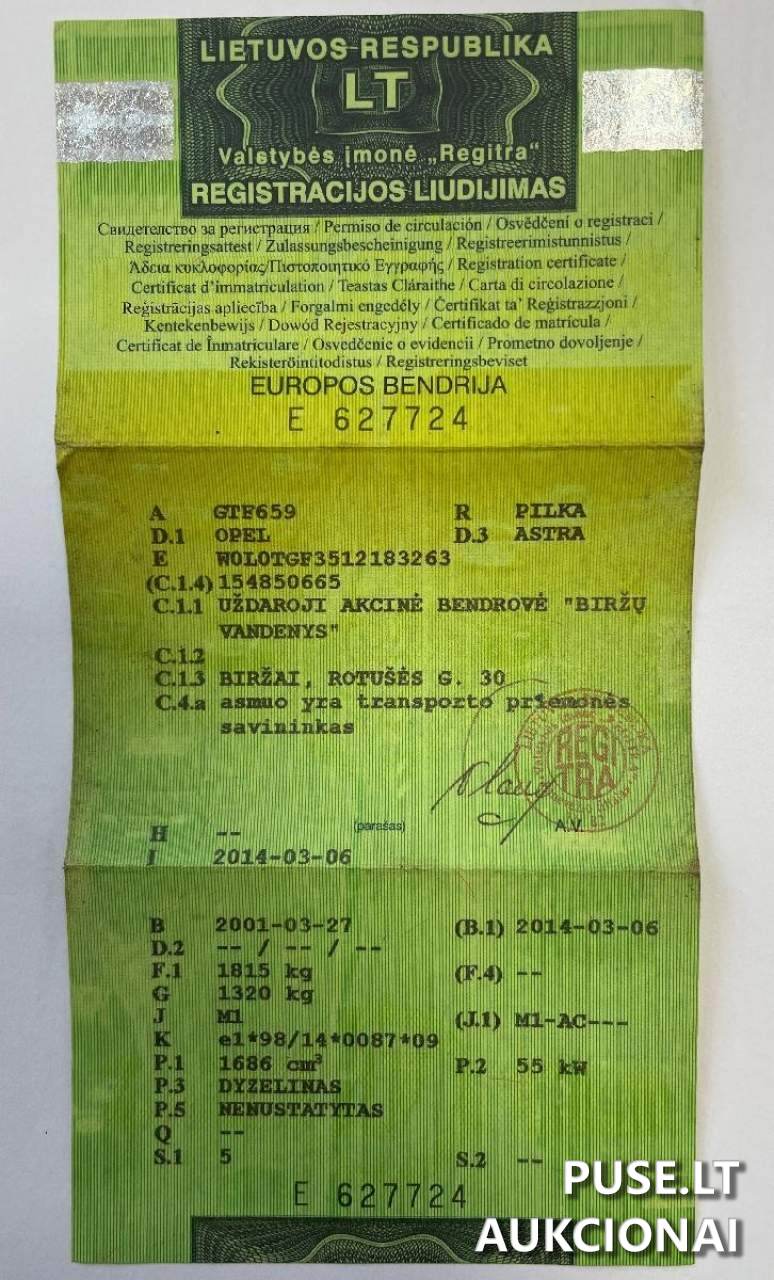 LIETUVOS RESPUBLIKA
LT
Valstybės įmonė „Regitra“
REGISTRACIJOS LIUDIJIMAS
Свидетелство за регистрация / Permiso de circulación / Osvědčení o registraci /
Registreringsattest / Zulassungsbescheinigung / Registreerimistunnistus /
Άδεια κυκλοφορίας/Πιστοποιητικό Εγγραφής / Registration certificate /
Certificat d'immatriculation / Teastas Cláraithe / Carta di circolazione /
Reģistrācijas apliecība / Forgalmi engedély / Ċertifikat ta' Reġistrazzjoni /
Kentekenbewijs / Dowód Rejestracyjny / Certificado de matrícula /
Certificat de Înmatriculare / Osvedčenie o evidencii / Prometno dovoljenje /
Rekisteröintitodistus / Registreringsbeviset
EUROPOS BENDRIJA
E 627724
A GTF659 R PILKA
D.1 OPEL D.3 ASTRA
E W0L0TGF3512183263
(C.1.4) 154850665
C.1.1 UŽDAROJI AKCINĖ BENDROVĖ "BIRŽŲ
VANDENYS"
C.1.2
C.1.3 BIRŽAI, ROTUŠĖS G. 30
C.4.a asmuo yra transporto priemonės
savininkas
REGI
TRA
(parašas) A.V.
H --
I 2014-03-06
B 2001-03-27 (B.1) 2014-03-06
D.2 -- / -- / --
F.1 1815 kg (F.4) --
G 1320 kg
J M1 (J.1) M1-AC---
K e1*98/14*0087*09
P.1 1686 cm³ P.2 55 kW
P.3 DYZELINAS
P.5 NENUSTATYTAS
Q --
S.1 5 S.2 --
E 627724
PUSE.LT
AUKCIONAI